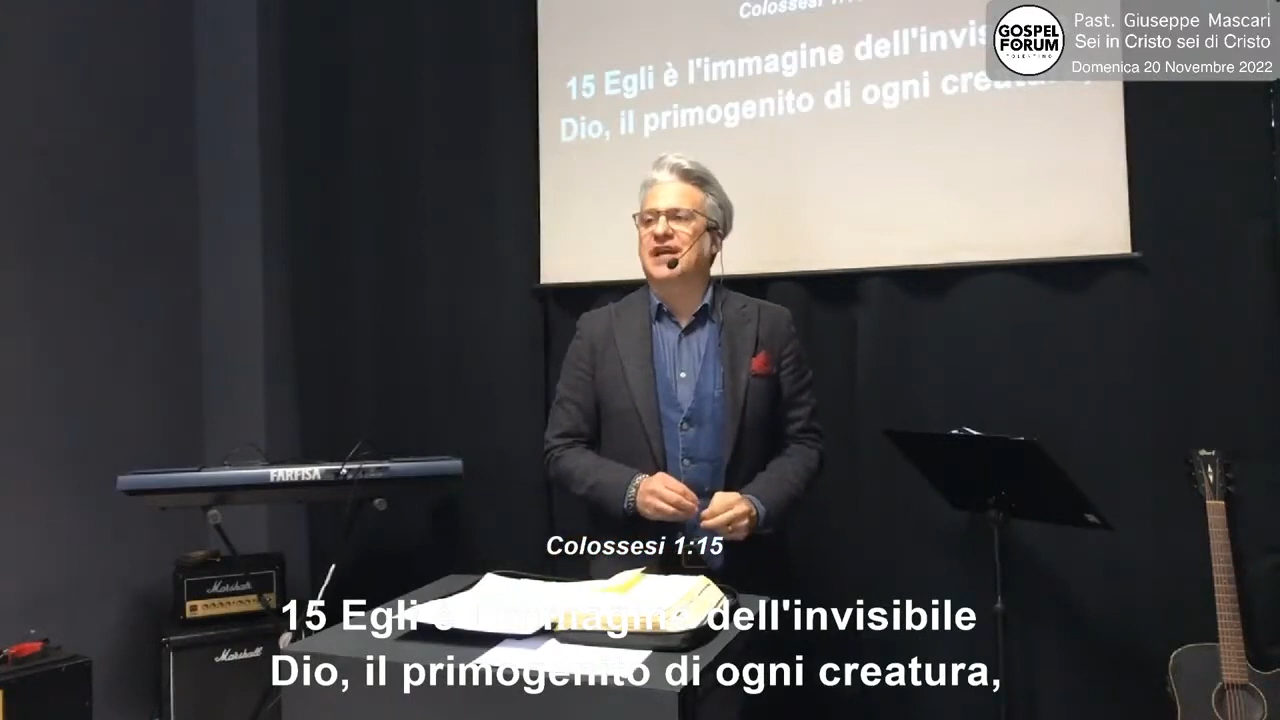 Colossesi
15 Egli è l'immagine dell'invis
Dio, il primogenito di ogni
GOSPEL
FORUM
TOLENTINO
Past. Giuseppe Mascari
Sei in Cristo sei di Cristo
Domenica 20 Novembre 2022
FARFISA
Marshall
Marshall
Colossesi 1:15
15 Egli è l'immagine dell'invisibile
Dio, il primogenito di ogni creatura,